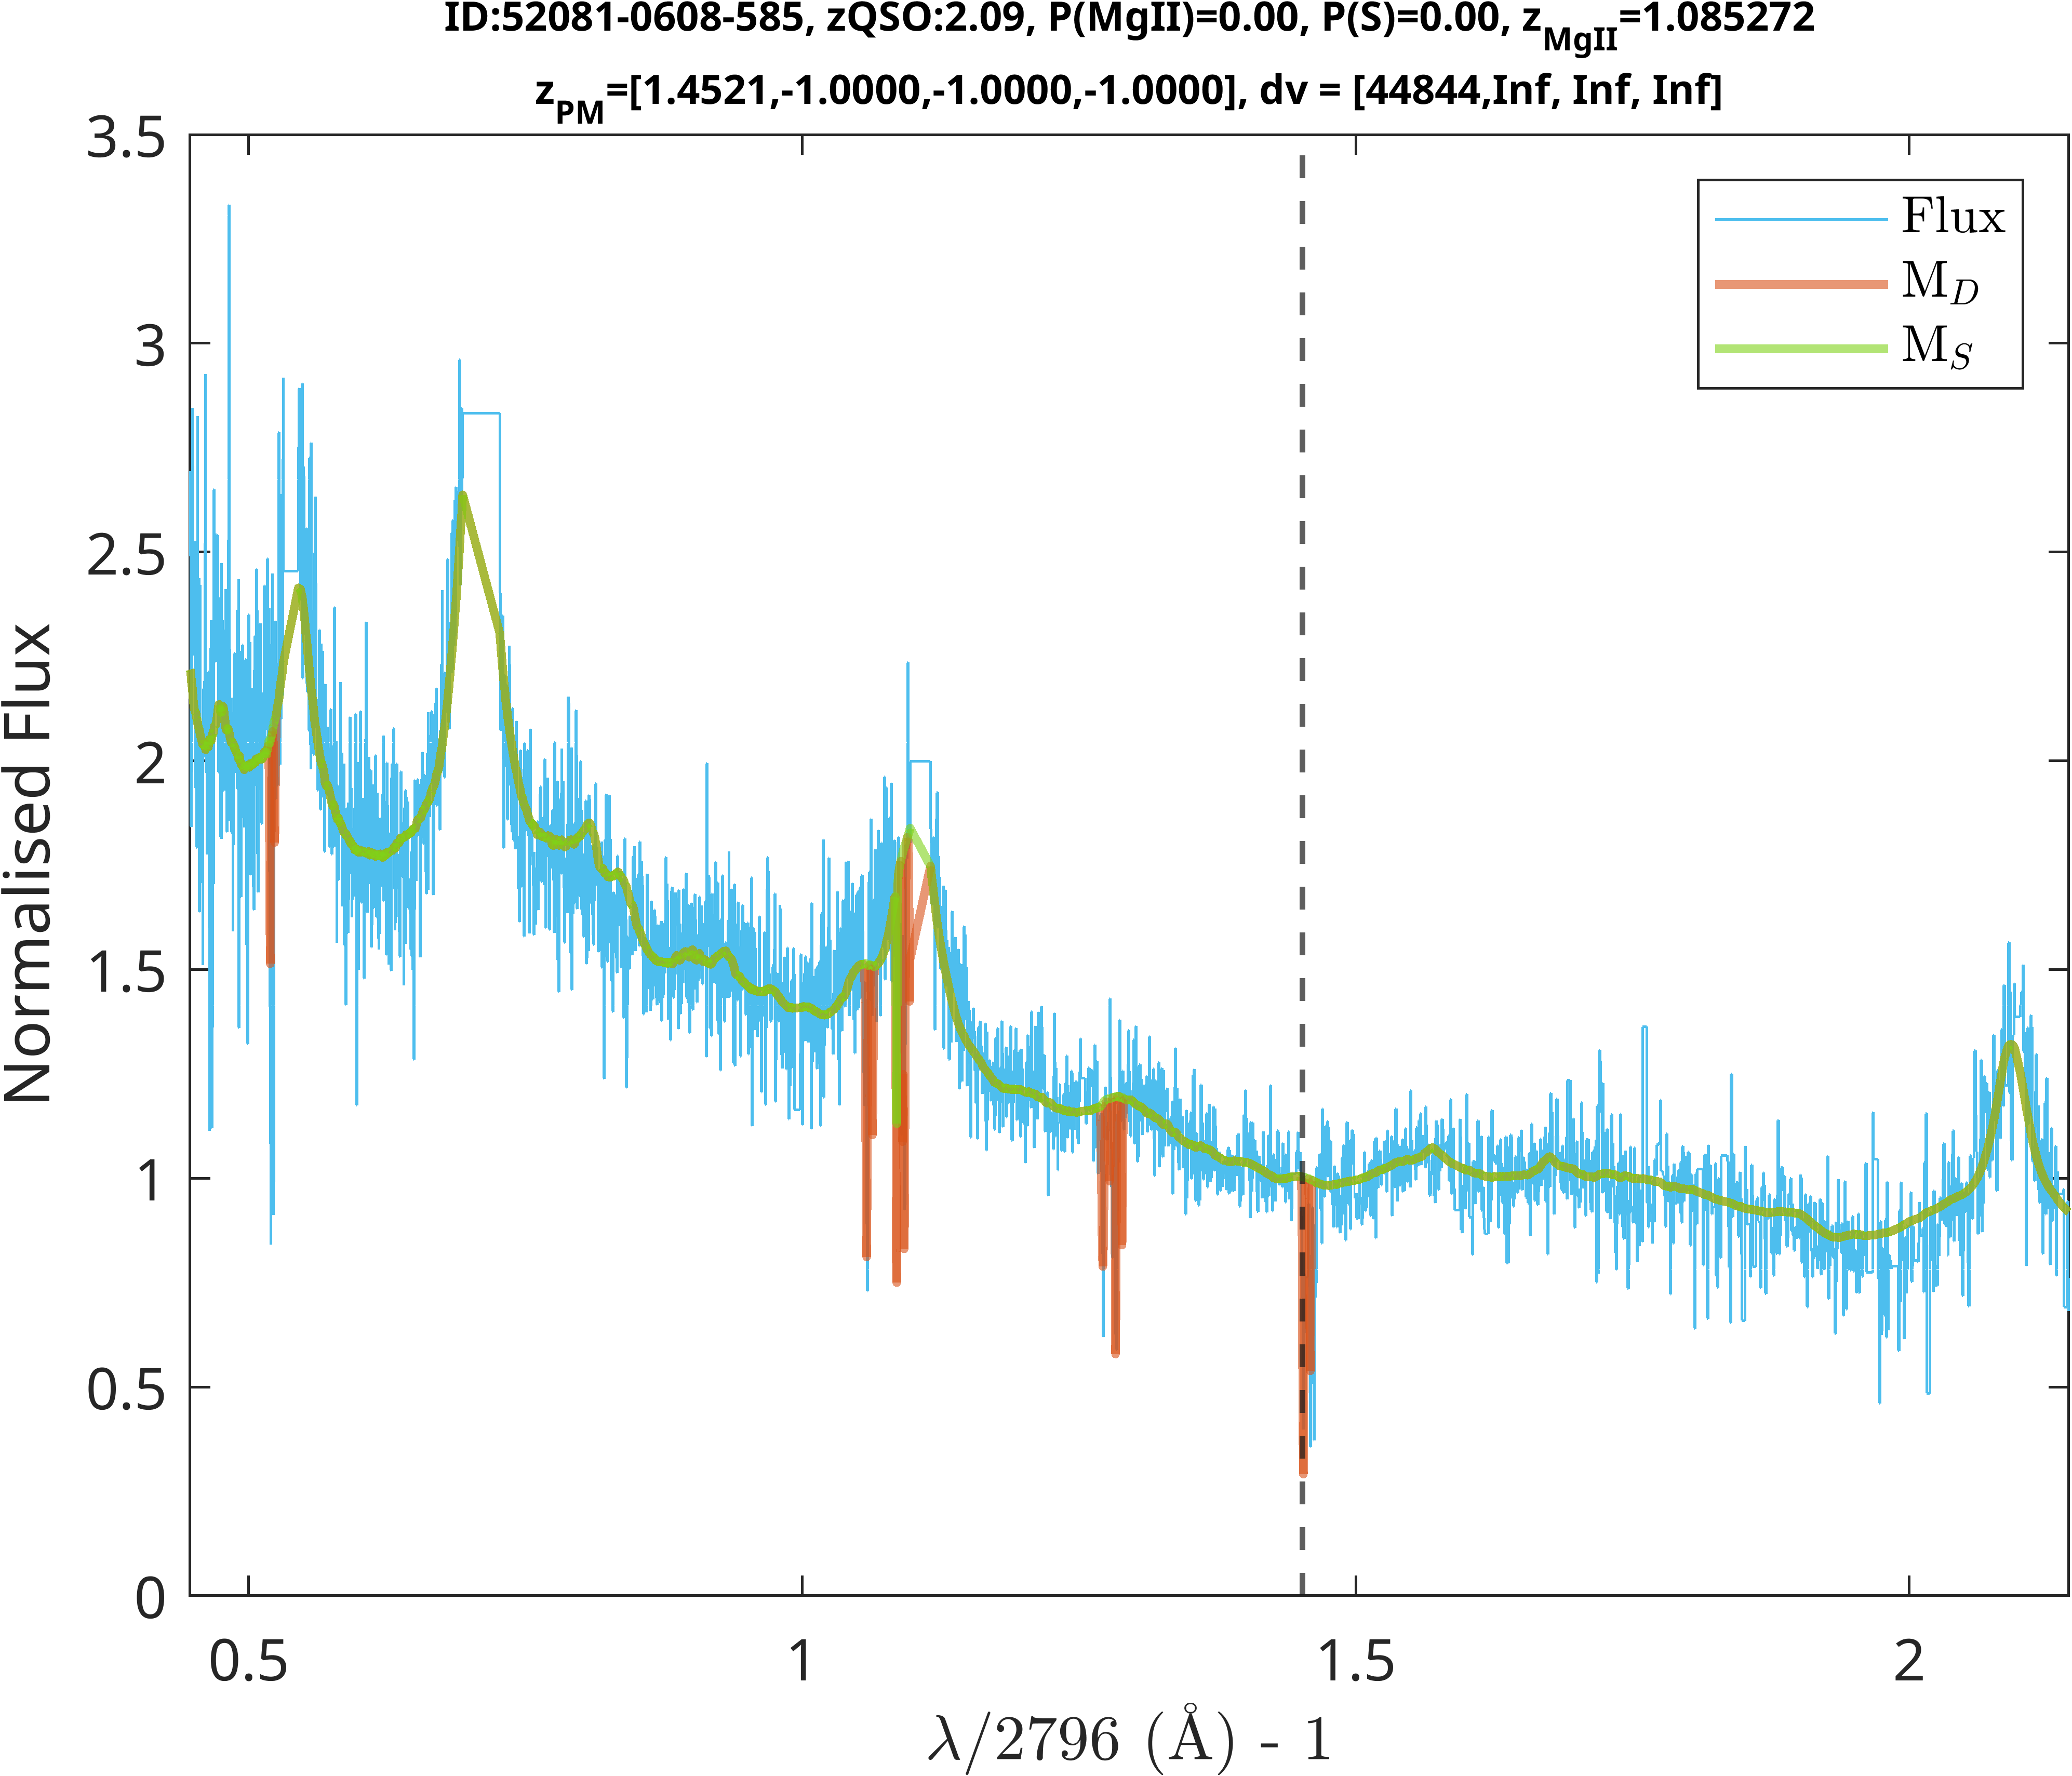 ID:52081-0608-585, zQSO:2.09, P(MgII)=0.00, P(S)=0.00, zMgII=1.085272
zPM=[1.4521,-1.0000,-1.0000,-1.0000], dv = [44844,Inf, Inf, Inf]
3.5
3
2.5
2
1.5
1
0.5
0
Normalised Flux
Flux
MD
MS
0.5
1
1.5
2
λ/2796 (Å) - 1